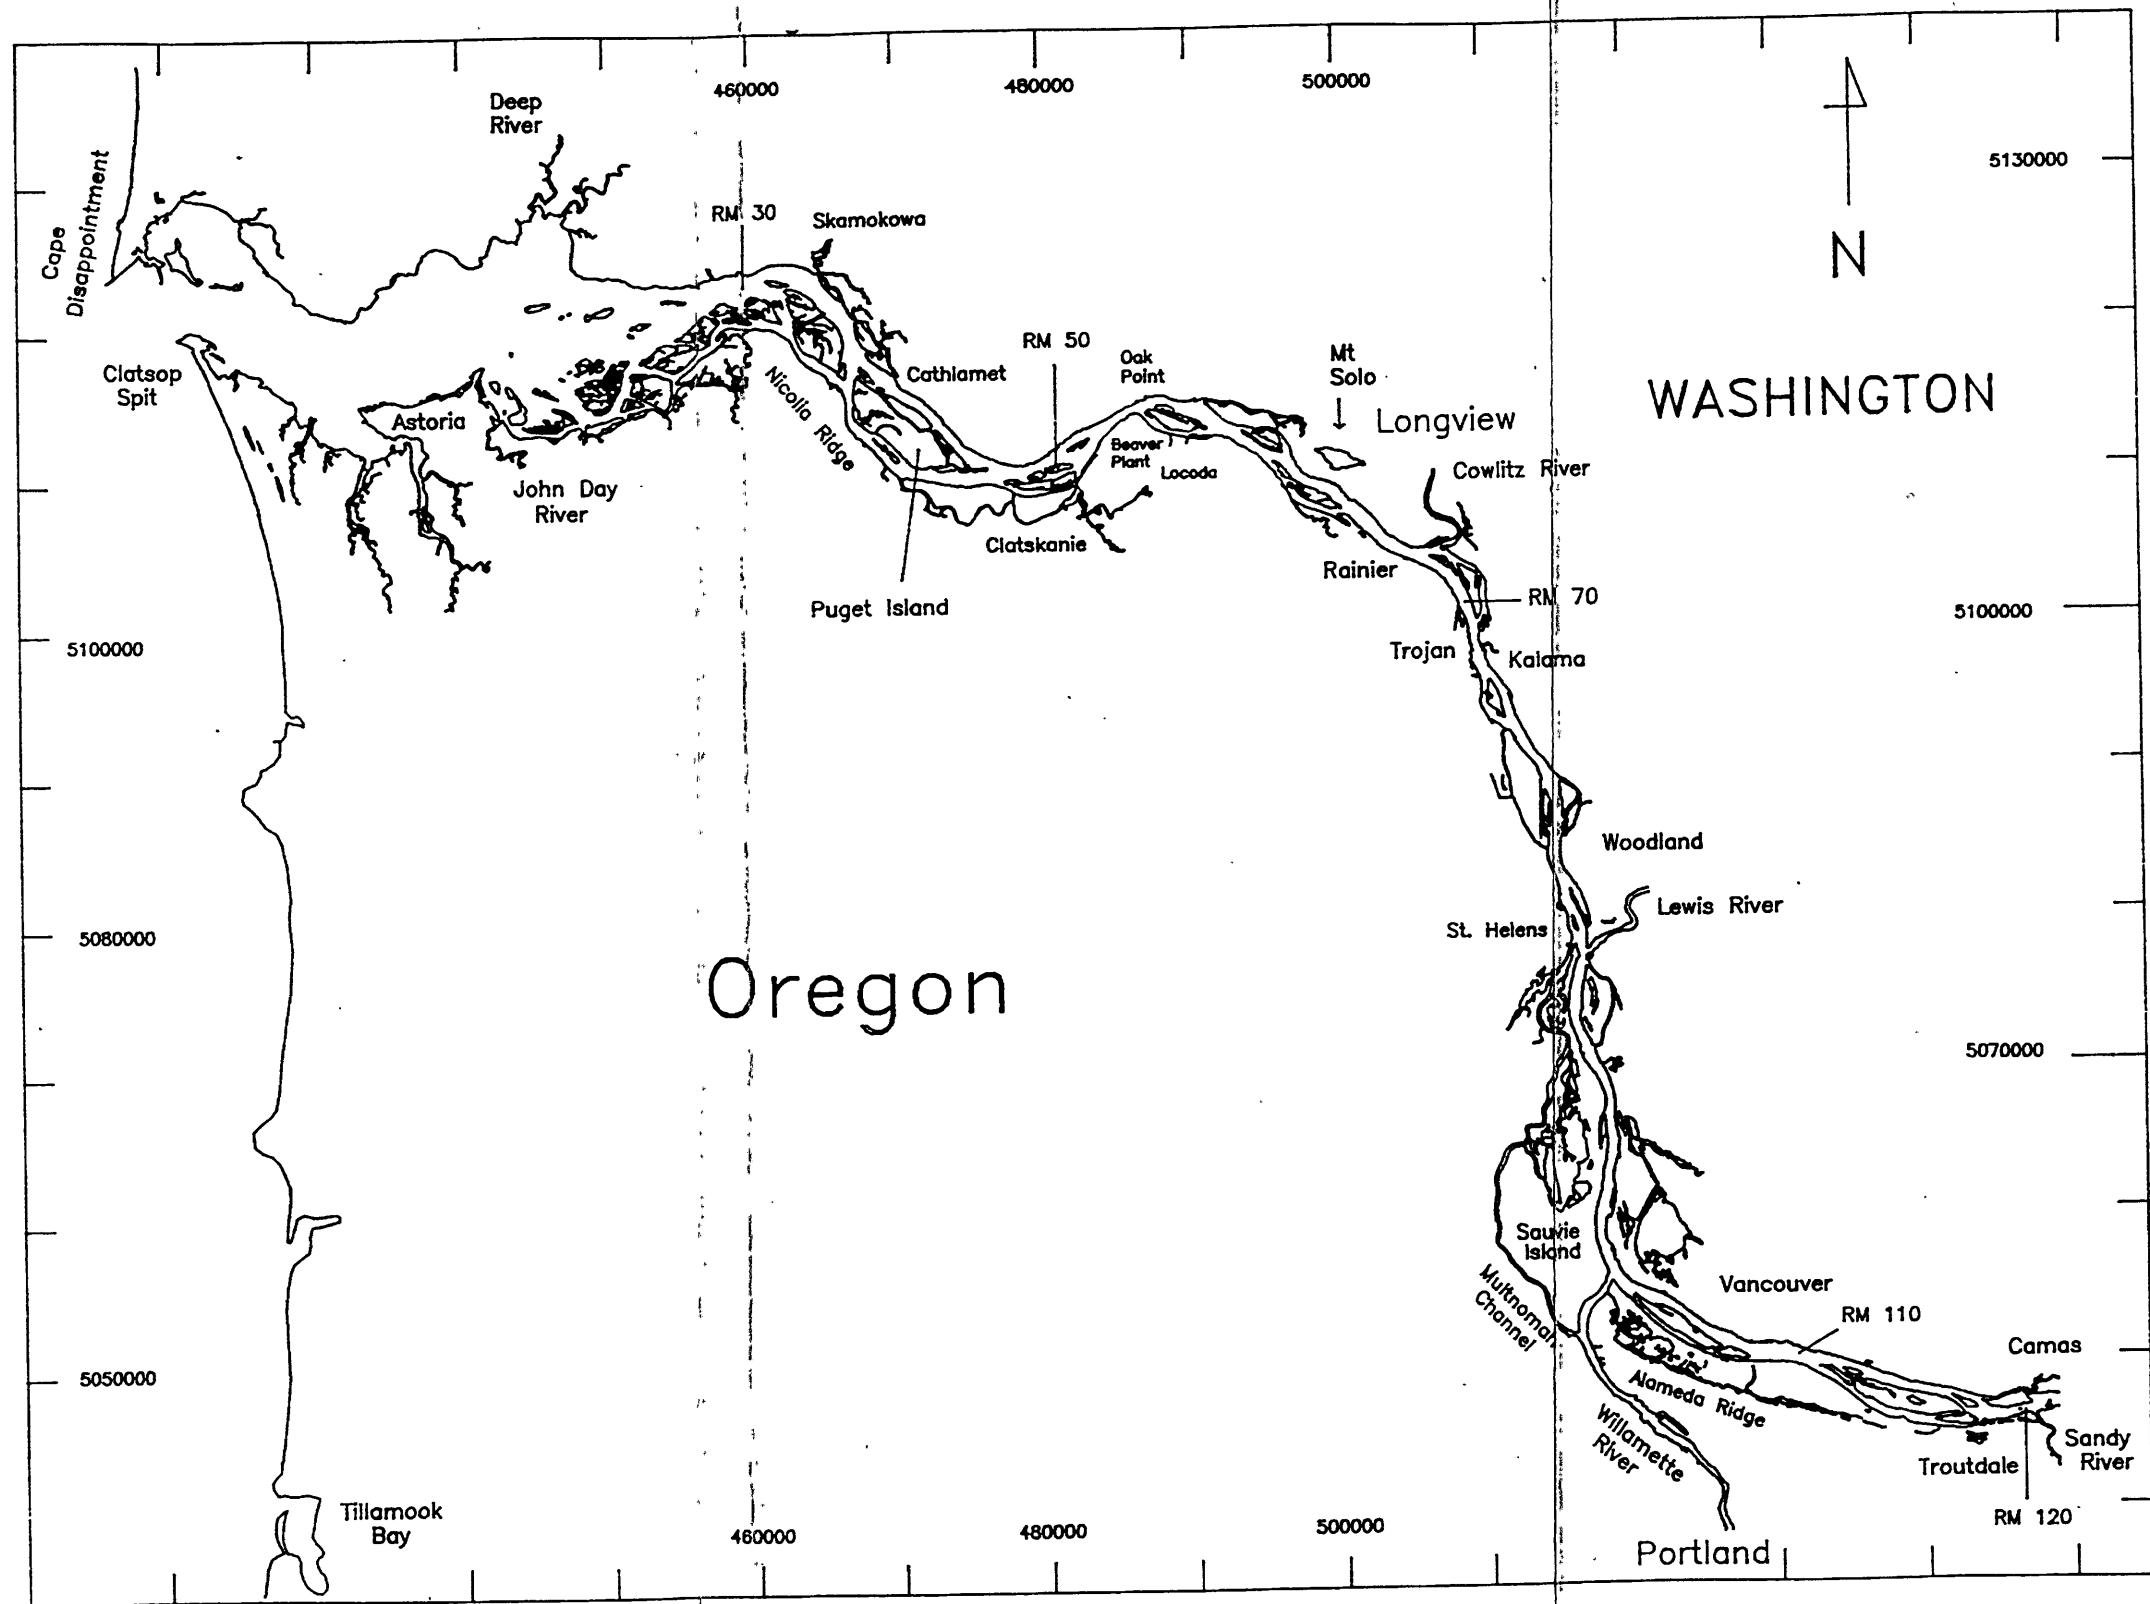 460000
480000
500000
Deep
River
5130000
Cape
Disappointment
RM 30
Skamokowa
N
RM 50
Oak
Point
Mt
Solo
Clatsop
Spit
Cathlamet
Nicolia Ridge
WASHINGTON
Longview
Astoria
Beaver
Plant
Locoda
Cowlitz River
John Day
River
Clatskanie
Rainier
Puget Island
RM 70
5100000
5100000
Trojan
Kalama
Woodland
Lewis River
St. Helens
5080000
Oregon
5070000
Sauvie
Island
Multnomah
Channel
Vancouver
RM 110
Camas
5050000
Alameda Ridge
Willamette
River
Sandy
River
Troutdale
RM 120
Tillamook
Bay
460000
480000
500000
Portland